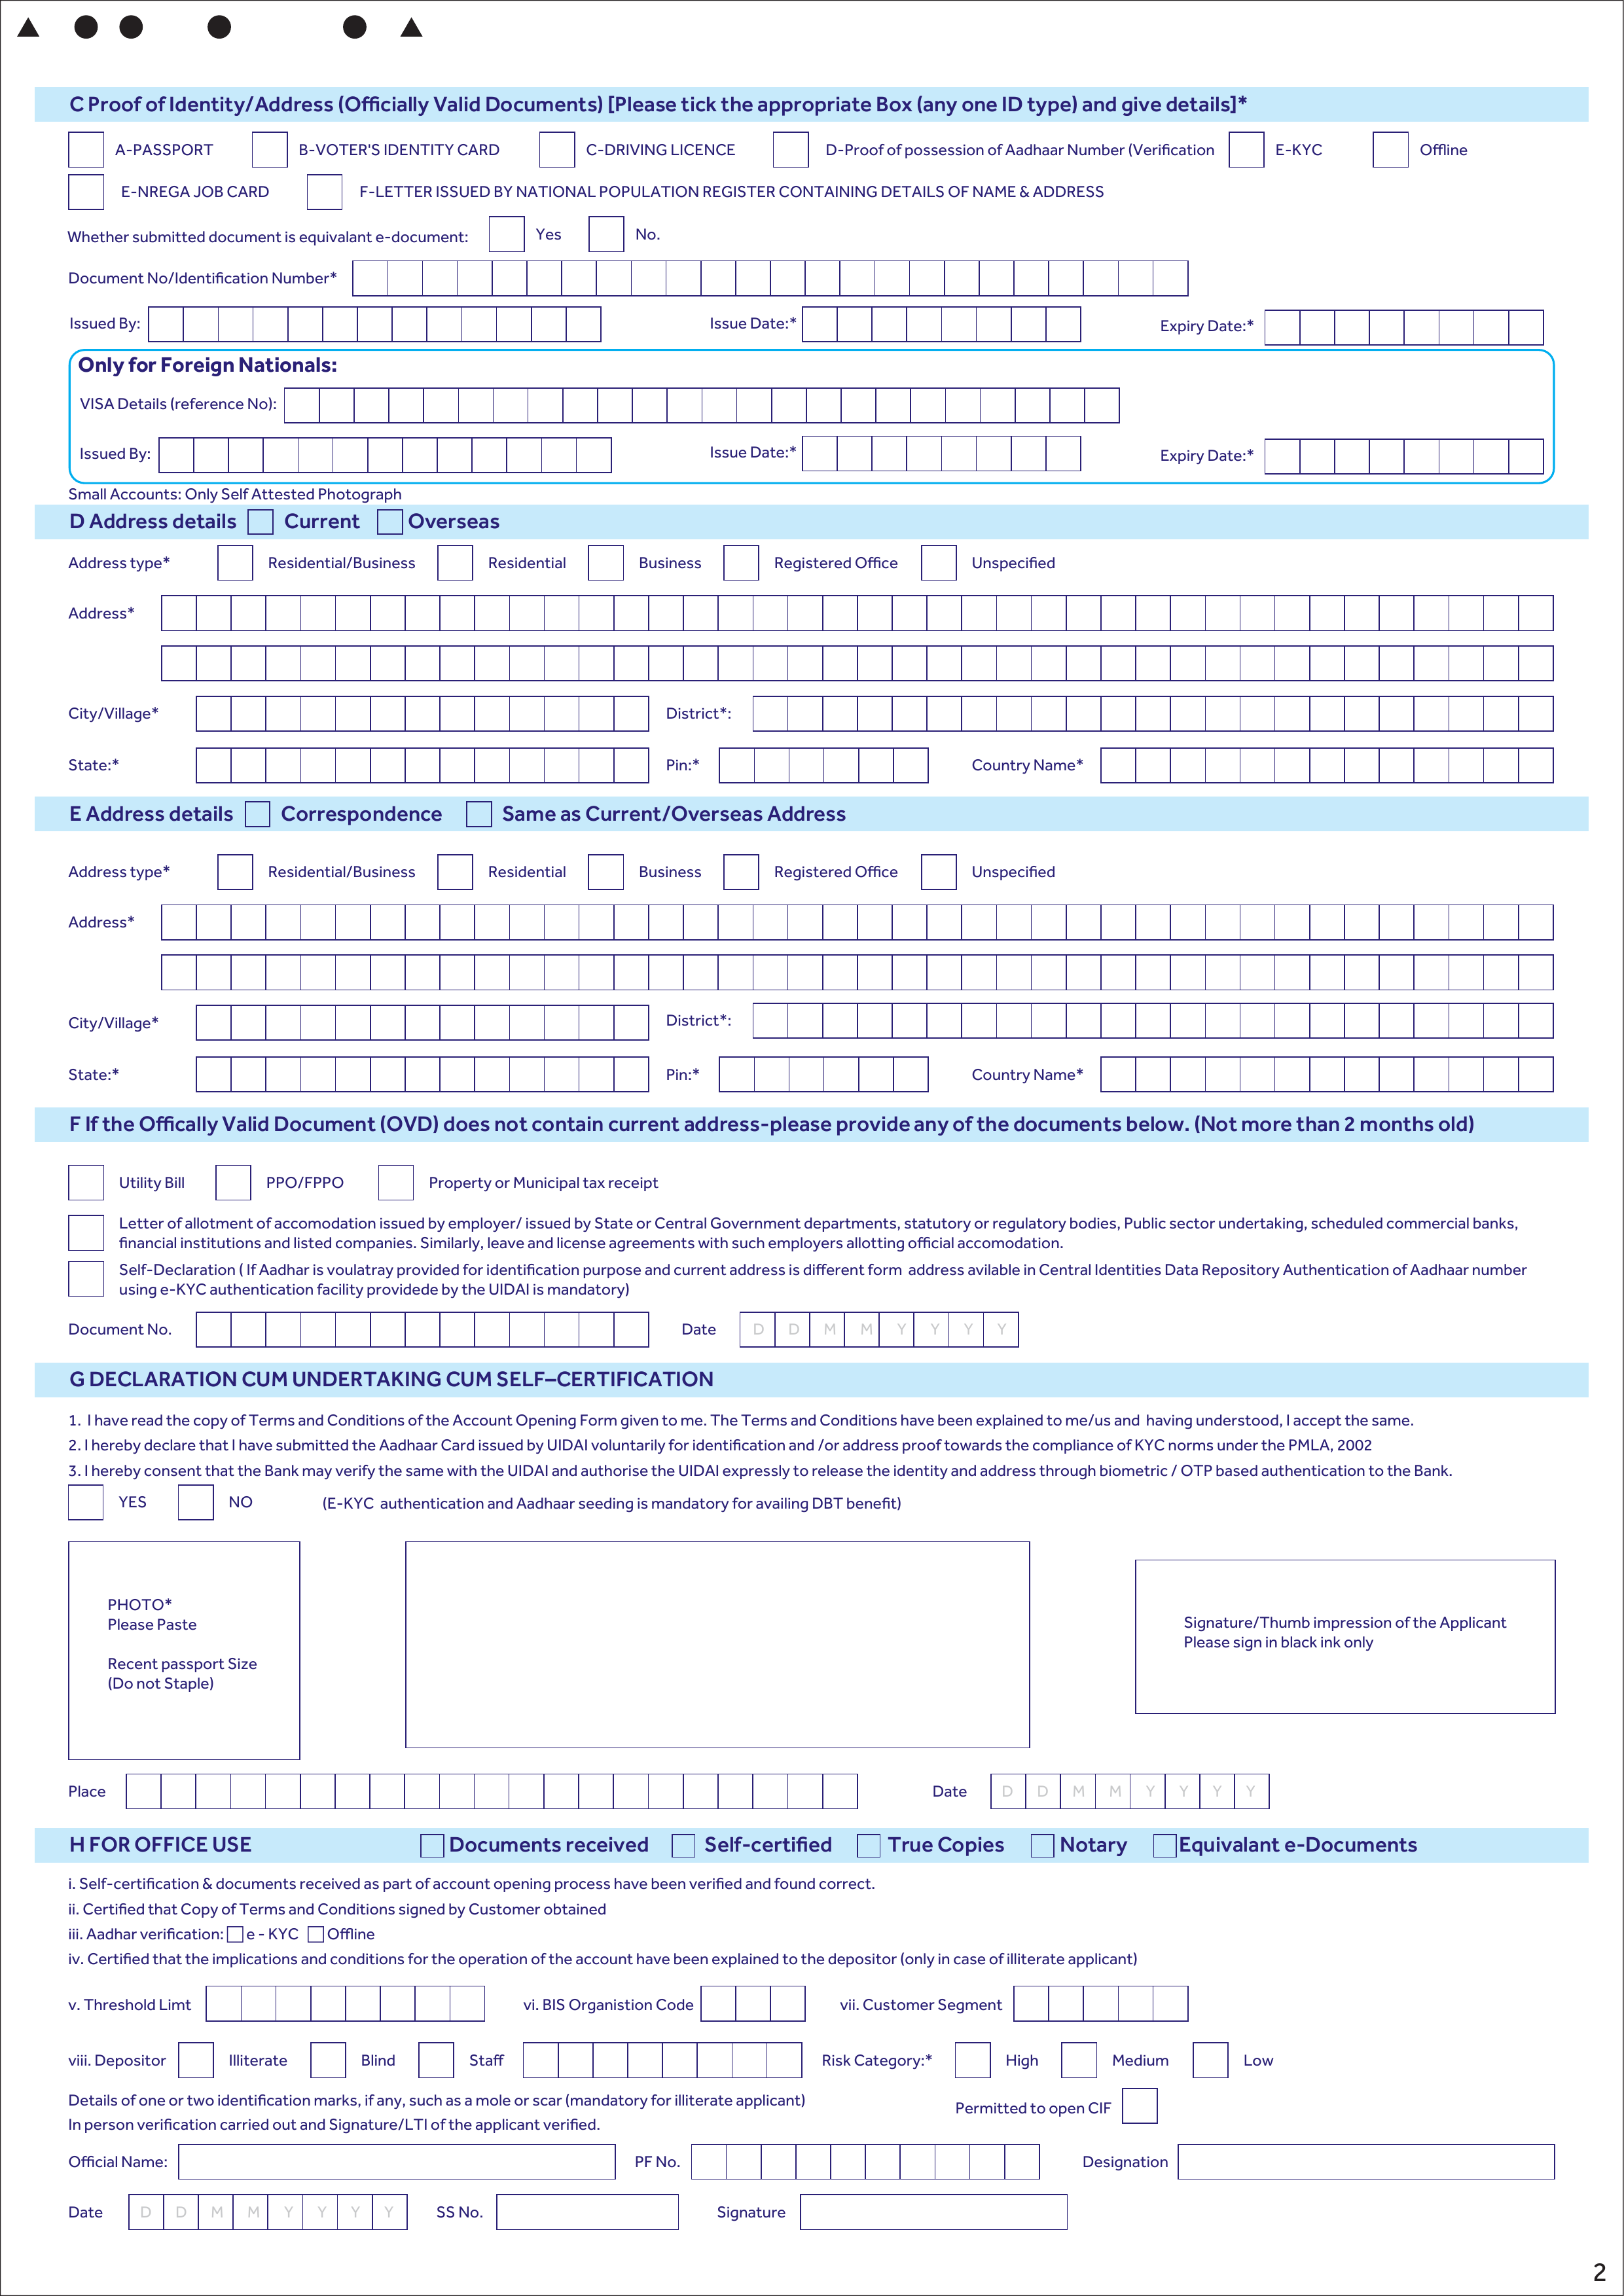 C Proof of Identity/Address (Officially Valid Documents) [Please tick the appropriate Box (any one ID type) and give details]*
A-PASSPORT B-VOTER'S IDENTITY CARD C-DRIVING LICENCE D-Proof of possession of Aadhaar Number (Verification E-KYC Offline
E-NREGA JOB CARD F-LETTER ISSUED BY NATIONAL POPULATION REGISTER CONTAINING DETAILS OF NAME & ADDRESS
Whether submitted document is equivalant e-document: Yes No.
Document No/Identification Number*
Issued By: Issue Date:* Expiry Date:*
Only for Foreign Nationals:
VISA Details (reference No):
Issued By: Issue Date:* Expiry Date:*
Small Accounts: Only Self Attested Photograph
D Address details Current Overseas
Address type* Residential/Business Residential Business Registered Office Unspecified
Address*
City/Village* District*:
State:* Pin:* Country Name*
E Address details Correspondence Same as Current/Overseas Address
Address type* Residential/Business Residential Business Registered Office Unspecified
Address*
City/Village* District*:
State:* Pin:* Country Name*
F If the Offically Valid Document (OVD) does not contain current address-please provide any of the documents below. (Not more than 2 months old)
Utility Bill PPO/FPPO Property or Municipal tax receipt
Letter of allotment of accomodation issued by employer/ issued by State or Central Government departments, statutory or regulatory bodies, Public sector undertaking, scheduled commercial banks,
financial institutions and listed companies. Similarly, leave and license agreements with such employers allotting official accomodation.
Self-Declaration ( If Aadhar is voulatray provided for identification purpose and current address is different form address avilable in Central Identities Data Repository Authentication of Aadhaar number
using e-KYC authentication facility providede by the UIDAI is mandatory)
Document No. Date D D M M Y Y Y Y
G DECLARATION CUM UNDERTAKING CUM SELF–CERTIFICATION
1. I have read the copy of Terms and Conditions of the Account Opening Form given to me. The Terms and Conditions have been explained to me/us and having understood, I accept the same.
2. I hereby declare that I have submitted the Aadhaar Card issued by UIDAI voluntarily for identification and /or address proof towards the compliance of KYC norms under the PMLA, 2002
3. I hereby consent that the Bank may verify the same with the UIDAI and authorise the UIDAI expressly to release the identity and address through biometric / OTP based authentication to the Bank.
YES NO (E-KYC authentication and Aadhaar seeding is mandatory for availing DBT benefit)
PHOTO*
Please Paste
Recent passport Size
(Do not Staple)
Signature/Thumb impression of the Applicant
Please sign in black ink only
Place Date D D M M Y Y Y Y
H FOR OFFICE USE Documents received Self-certified True Copies Notary Equivalant e-Documents
i. Self-certification & documents received as part of account opening process have been verified and found correct.
ii. Certified that Copy of Terms and Conditions signed by Customer obtained
iii. Aadhar verification: e - KYC Offline
iv. Certified that the implications and conditions for the operation of the account have been explained to the depositor (only in case of illiterate applicant)
v. Threshold Limt vi. BIS Organistion Code vii. Customer Segment
viii. Depositor Illiterate Blind Staff Risk Category:* High Medium Low
Details of one or two identification marks, if any, such as a mole or scar (mandatory for illiterate applicant)
Permitted to open CIF
In person verification carried out and Signature/LTI of the applicant verified.
Official Name: PF No. Designation
Date D D M M Y Y Y Y SS No. Signature
2